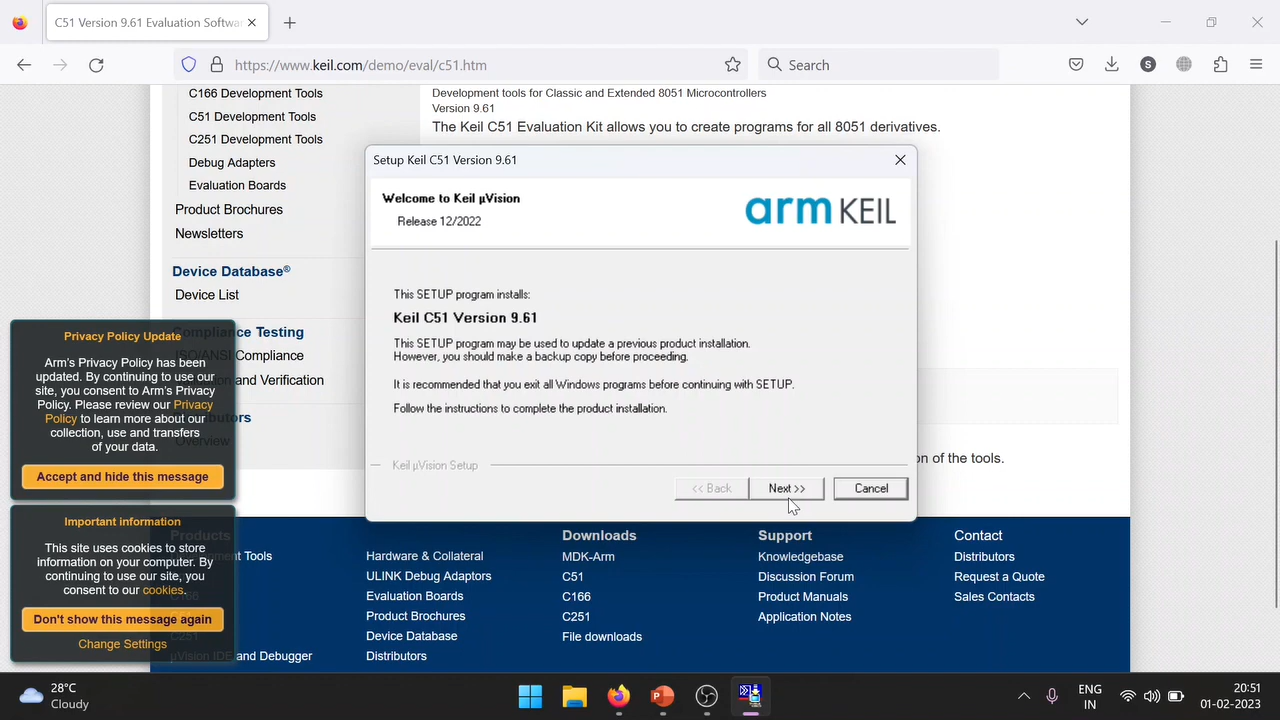 C51 Version 9.61 Evaluation Softwa
https://www.keil.com/demo/eval/c51.htm
Search
S
C166 Development Tools
C51 Development Tools
C251 Development Tools
Debug Adapters
Evaluation Boards
Product Brochures
Newsletters
Device Database®
Device List
Compliance Testing
ISO/ANSI Compliance
ion and Verification
ibutors
Overview
Development tools for Classic and Extended 8051 Microcontrollers
Version 9.61
The Keil C51 Evaluation Kit allows you to create programs for all 8051 derivatives.
on of the tools.
Setup Keil C51 Version 9.61
Welcome to Keil µVision
Release 12/2022
arm KEIL
This SETUP program installs:
Keil C51 Version 9.61
This SETUP program may be used to update a previous product installation.
However, you should make a backup copy before proceeding.
It is recommended that you exit all Windows programs before continuing with SETUP.
Follow the instructions to complete the product installation.
Keil µVision Setup
<< Back
Next >>
Cancel
Privacy Policy Update
Arm's Privacy Policy has been
updated. By continuing to use our
site, you consent to Arm's Privacy
Policy. Please review our Privacy
Policy to learn more about our
collection, use and transfers
of your data.
Accept and hide this message
Important information
This site uses cookies to store
information on your computer. By
continuing to use our site, you
consent to our cookies.
Don't show this message again
Change Settings
Products
ment Tools
C166
C51
C251
µVision IDE and Debugger
Hardware & Collateral
ULINK Debug Adaptors
Evaluation Boards
Product Brochures
Device Database
Distributors
Downloads
MDK-Arm
C51
C166
C251
File downloads
Support
Knowledgebase
Discussion Forum
Product Manuals
Application Notes
Contact
Distributors
Request a Quote
Sales Contacts
28°C
Cloudy
ENG
IN
20:51
01-02-2023